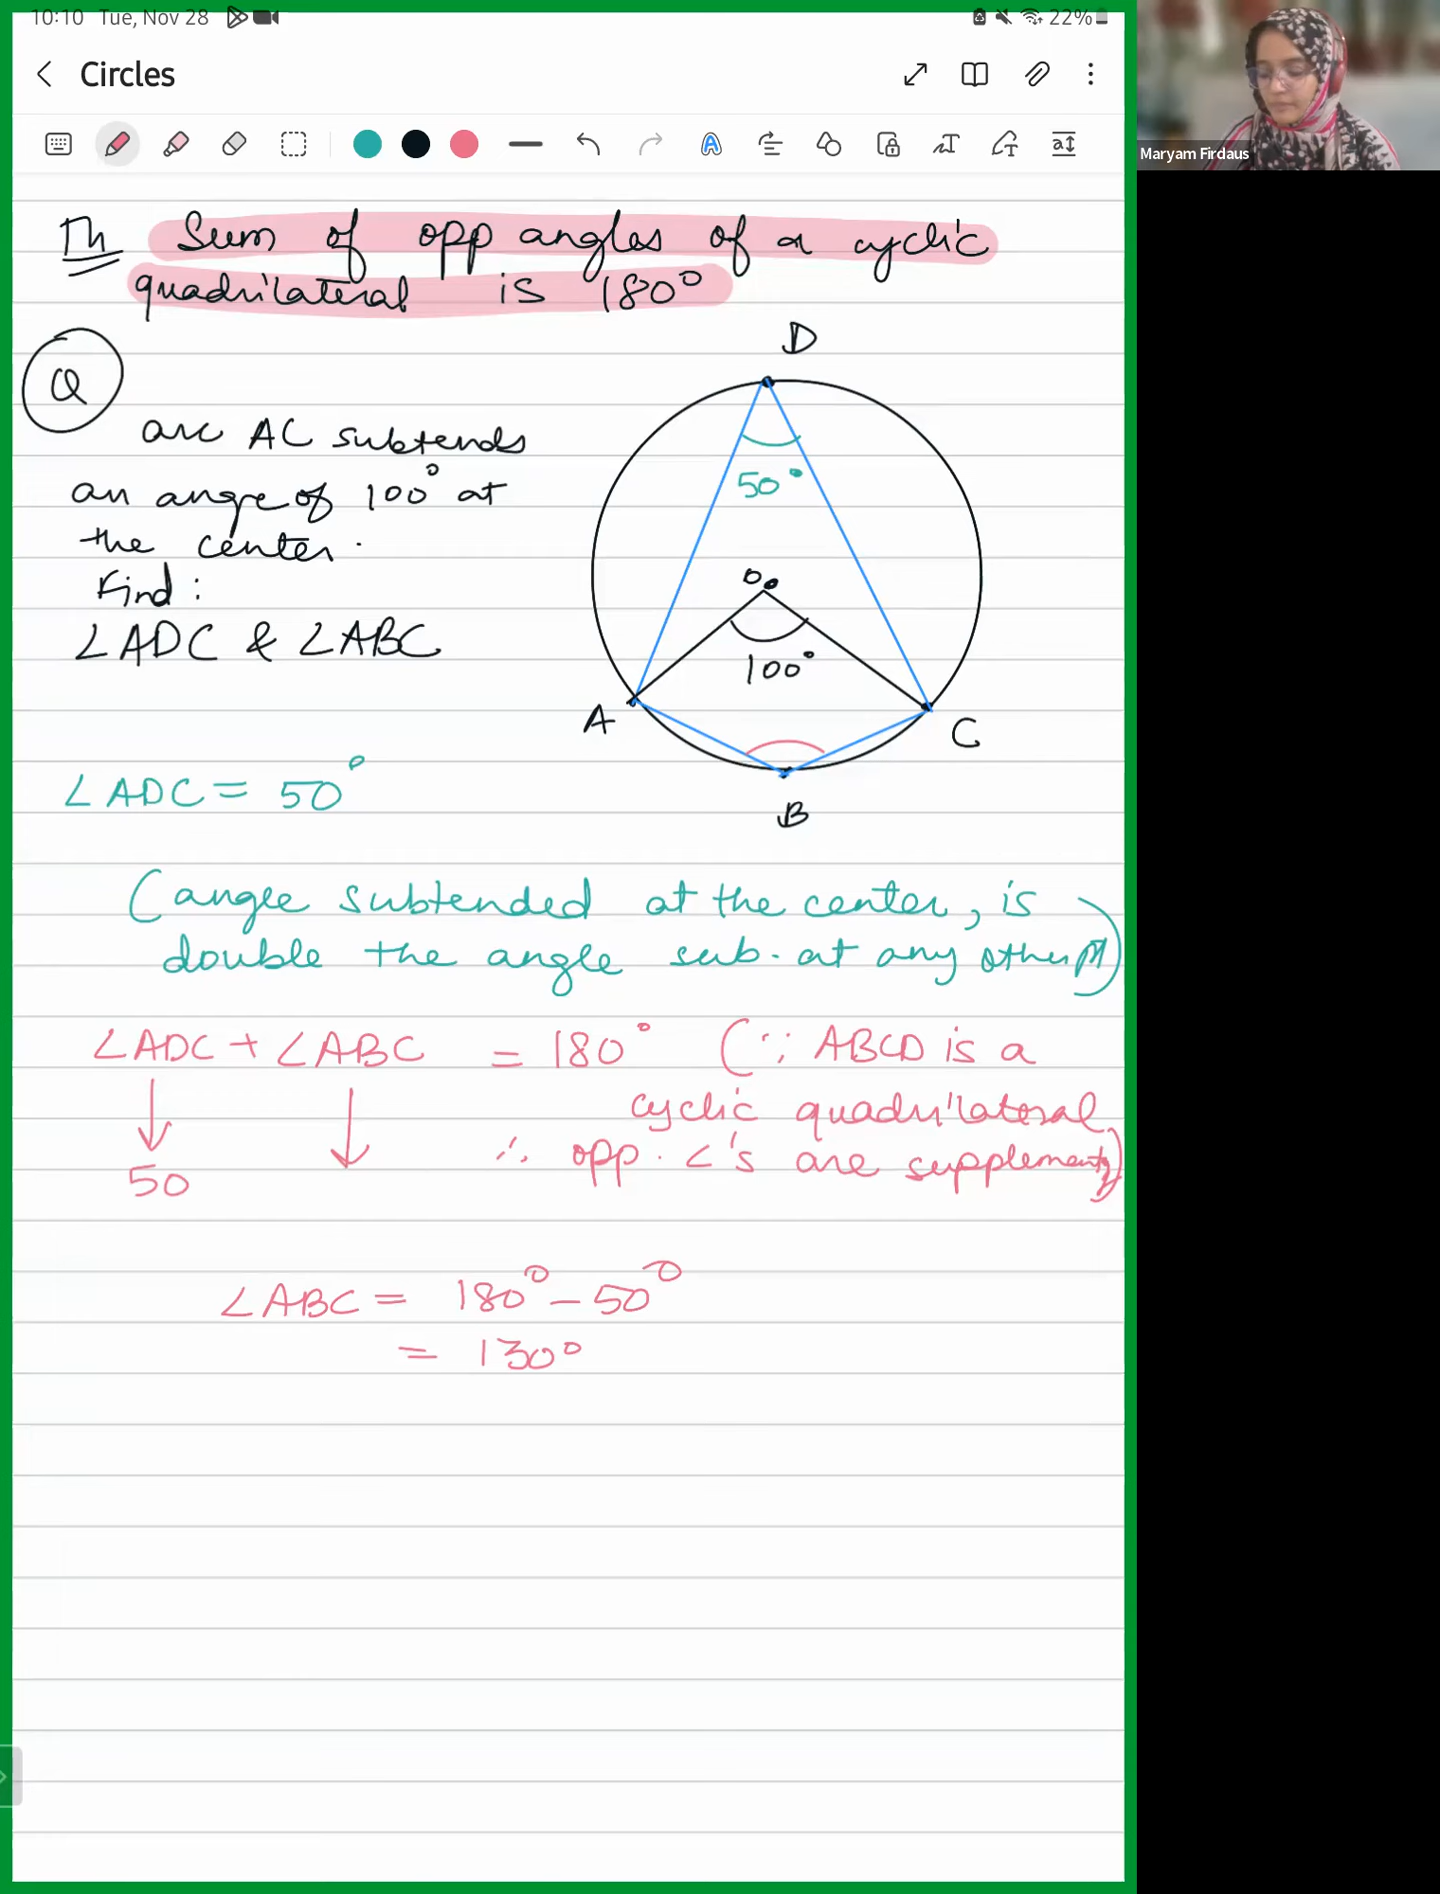 10:10 Tue, Nov 28
22%
Circles
Maryam Firdaus
Th Sum of opp angles of a cyclic
quadrilateral is 180°
Q
arc AC subtends
an ange of 100° at
the center.
Find:
∠ADC & ∠ABC
D
50°
O
100°
A
C
B
∠ADC = 50°
(angle subtended at the center, is
double the angle sub. at any other pt)
∠ADC + ∠ABC = 180° (∵ ABCD is a
cyclic quadrilateral
50
∴ opp. ∠'s are supplementy)
∠ABC = 180° - 50°
= 130°